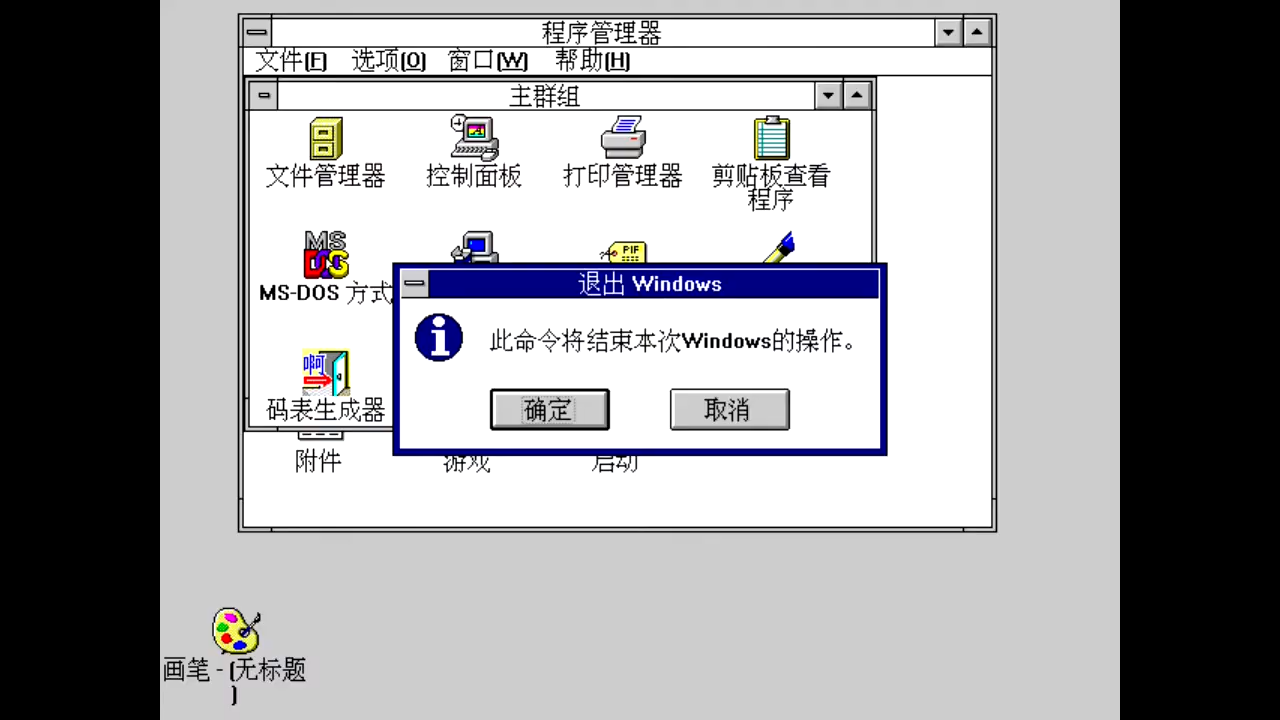 程序管理器
文件(F) 选项(O) 窗口(W) 帮助(H)
主群组
文件管理器 控制面板 打印管理器 剪贴板查看
程序
MS
DOS
PIF
MS-DOS 方式
退出 Windows
此命令将结束本次Windows的操作。
确定 取消
啊
码表生成器
附件 游戏 启动
画笔 - (无标题
)